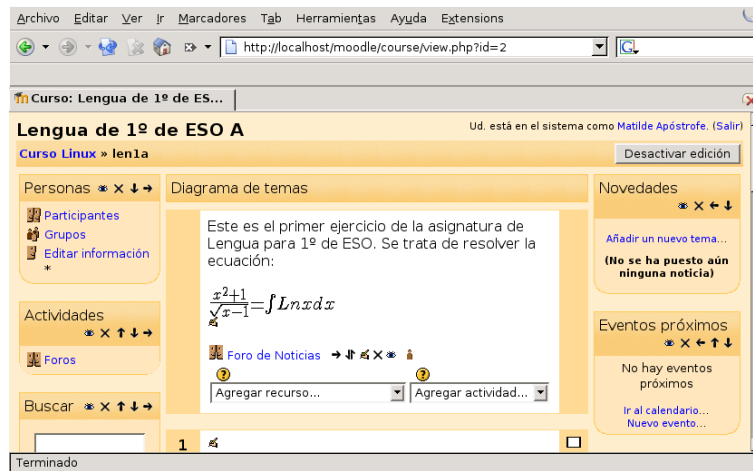 Archivo Editar Ver Ir Marcadores Tab Herramientas Ayuda Extensions
http://localhost/moodle/course/view.php?id=2
Curso: Lengua de 1º de ES...
Lengua de 1º de ESO A
Ud. está en el sistema como Matilde Apóstrofe. (Salir)
Curso Linux » len1a
Desactivar edición
Personas
Participantes
Grupos
Editar información
*
Actividades
Foros
Buscar
Diagrama de temas
Este es el primer ejercicio de la asignatura de
Lengua para 1º de ESO. Se trata de resolver la
ecuación:
x²+1/√x−1=∫Lnxdx
Foro de Noticias
Agregar recurso... Agregar actividad...
1
Novedades
Añadir un nuevo tema...
(No se ha puesto aún
ninguna noticia)
Eventos próximos
No hay eventos
próximos
Ir al calendario...
Nuevo evento...
Terminado